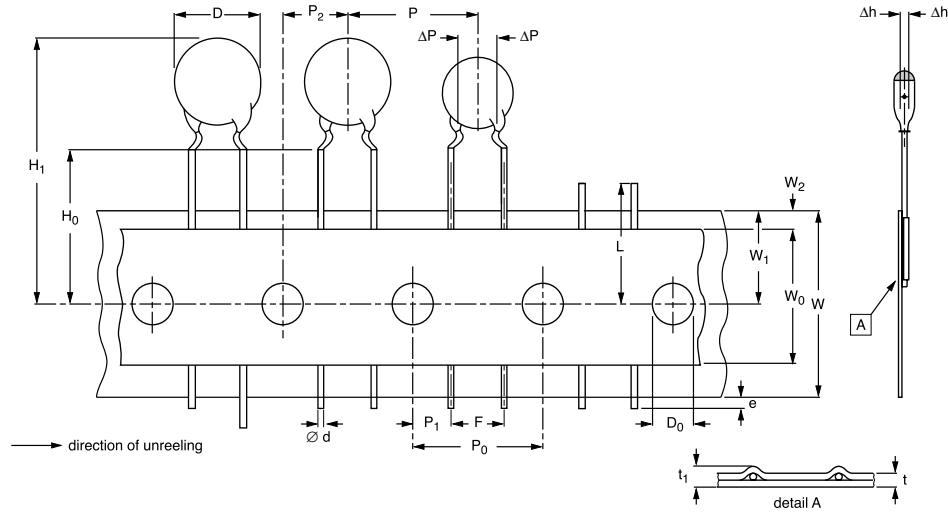 D
P₂
P
Δh
Δh
ΔP
ΔP
H₁
H₀
L
W₂
W₁
W₀
W
A
P₁
F
e
D₀
Ø d
P₀
direction of unreeling
t₁
t
detail A